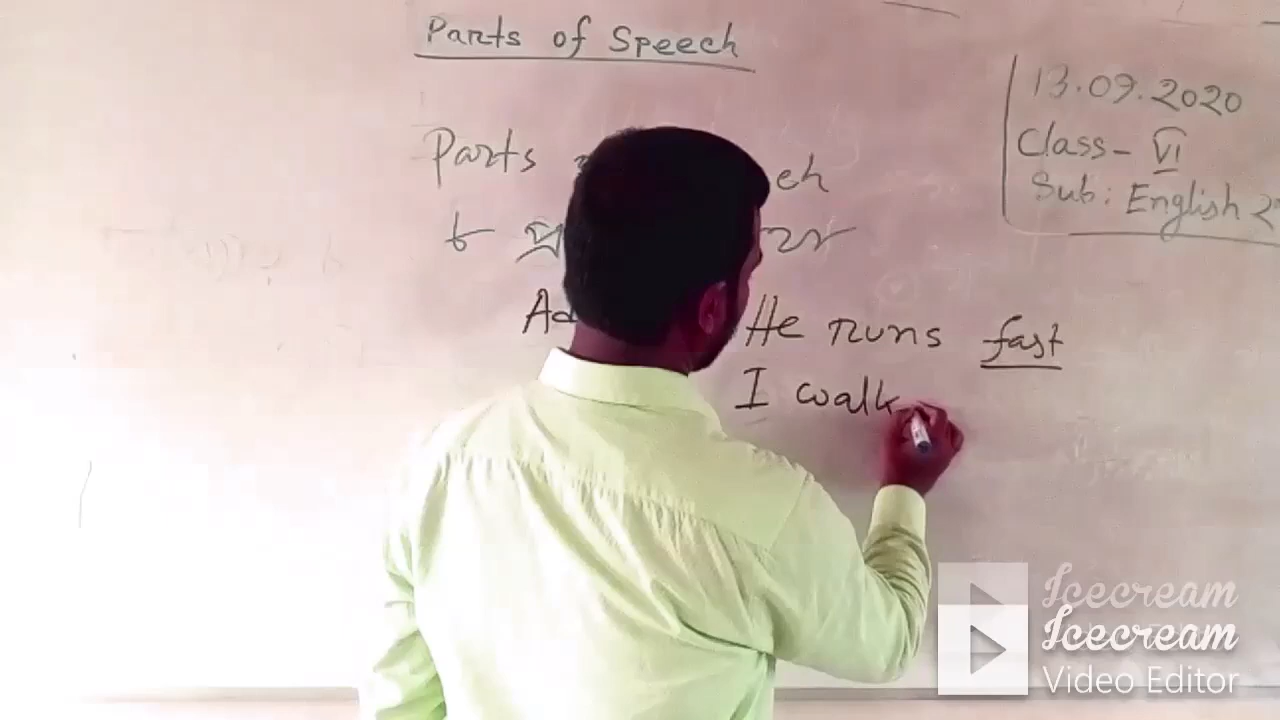 Parts of Speech
13.09.2020
Class- VI
Sub: English
Parts
৮
He runs fast
I walk
Icecream
Icecream
Video Editor